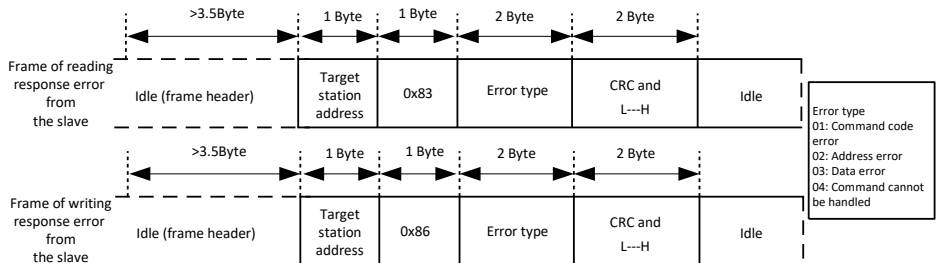 >3.5Byte 1 Byte 1 Byte 2 Byte 2 Byte
Frame of reading
response error
from
the slave
Idle (frame header)
Target
station
address
0x83
Error type
CRC and
L---H
Idle
>3.5Byte 1 Byte 1 Byte 2 Byte 2 Byte
Frame of writing
response error
from
the slave
Idle (frame header)
Target
station
address
0x86
Error type
CRC and
L---H
Idle
Error type
01: Command code
error
02: Address error
03: Data error
04: Command cannot
be handled